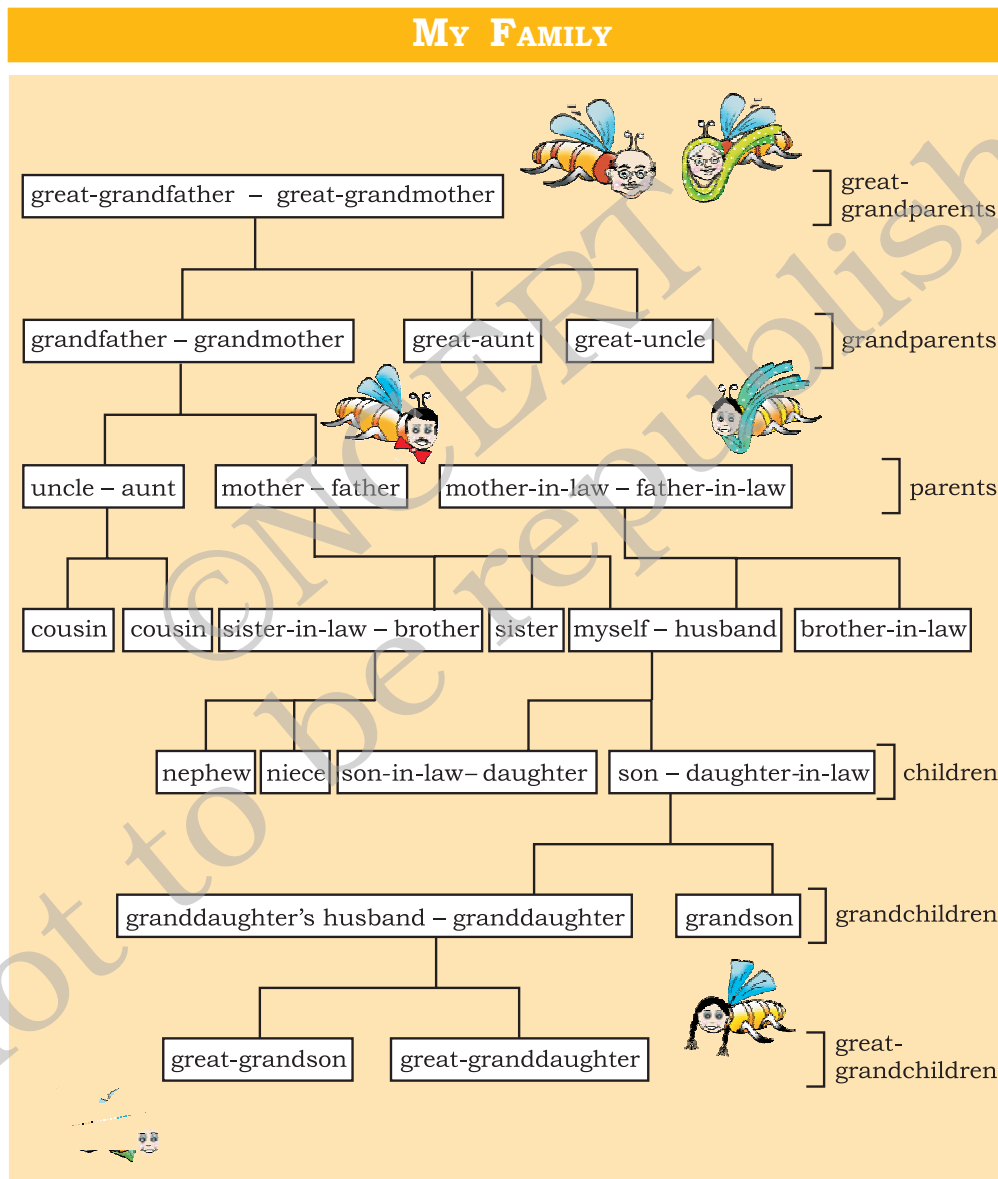 MY FAMILY
great-grandfather – great-grandmother
great-
grandparents
grandfather – grandmother great-aunt great-uncle grandparents
uncle – aunt mother – father mother-in-law – father-in-law parents
cousin cousin sister-in-law – brother sister myself – husband brother-in-law
nephew niece son-in-law– daughter son – daughter-in-law children
granddaughter's husband – granddaughter grandson grandchildren
great-grandson great-granddaughter
great-
grandchildren
©NCERT
not to be republish